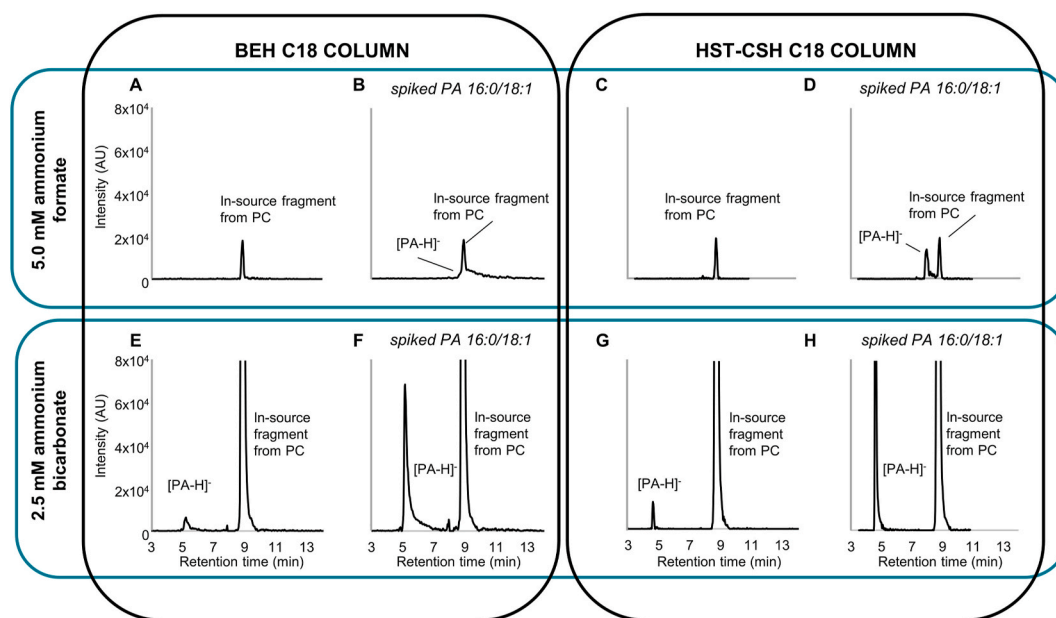 BEH C18 COLUMN
HST-CSH C18 COLUMN
5.0 mM ammonium
formate
A
8x10⁴
6x10⁴
4x10⁴
2x10⁴
0
Intensity (AU)
In-source fragment
from PC
B
spiked PA 16:0/18:1
In-source fragment
from PC
[PA-H]⁻
C
In-source fragment
from PC
D
spiked PA 16:0/18:1
In-source fragment
from PC
[PA-H]⁻
2.5 mM ammonium
bicarbonate
E
8x10⁴
6x10⁴
4x10⁴
2x10⁴
0
Intensity (AU)
In-source
fragment
from PC
[PA-H]⁻
3 5 7 9 11 13
Retention time (min)
F
spiked PA 16:0/18:1
In-source
fragment
from PC
[PA-H]⁻
3 5 7 9 11 13
Retention time (min)
G
In-source
fragment
from PC
[PA-H]⁻
3 5 7 9 11 13
Retention time (min)
H
spiked PA 16:0/18:1
In-source
fragment
from PC
[PA-H]⁻
3 5 7 9 11 13
Retention time (min)